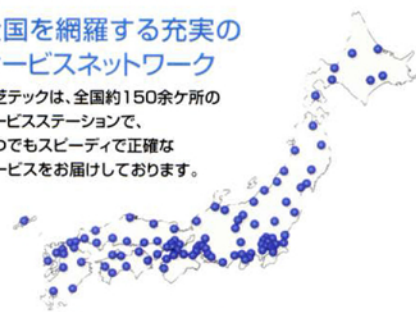 国を網羅する充実の
ービスネットワーク
芝テックは、全国約150余ケ所の
ービスステーションで、
つでもスピーディで正確な
ービスをお届けしております。